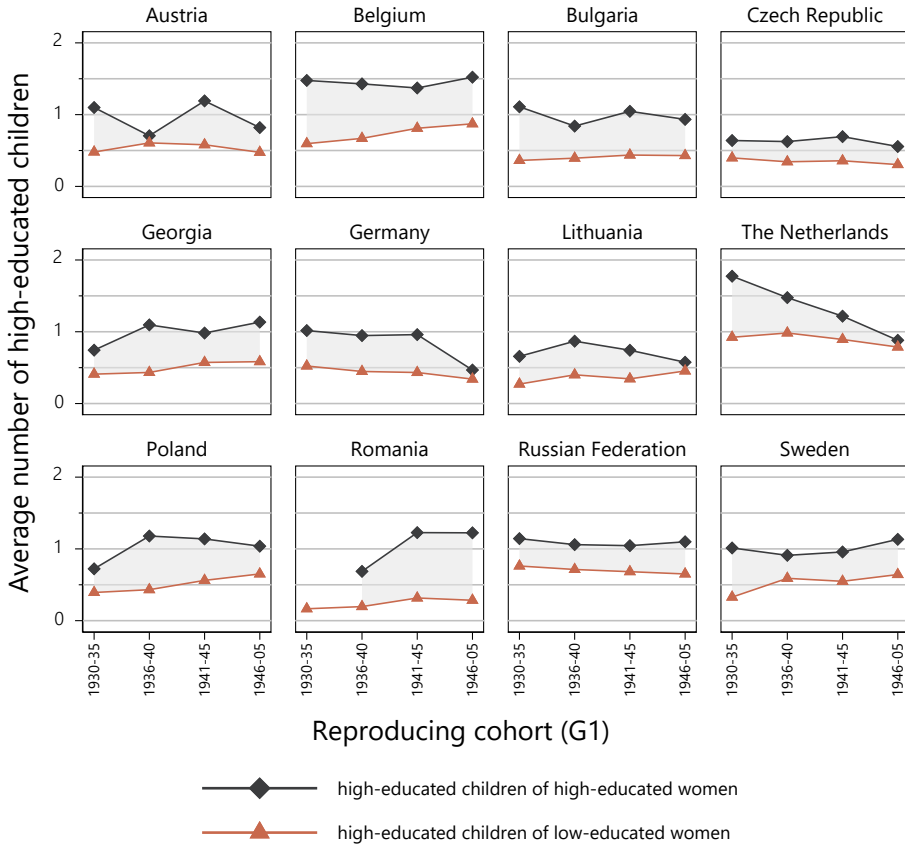 Average number of high-educated children
Austria
Belgium
Bulgaria
Czech Republic
2
1
0
Georgia
Germany
Lithuania
The Netherlands
2
1
0
Poland
Romania
Russian Federation
Sweden
2
1
0
1930-35
1936-40
1941-45
1946-05
1930-35
1936-40
1941-45
1946-05
1930-35
1936-40
1941-45
1946-05
1930-35
1936-40
1941-45
1946-05
Reproducing cohort (G1)
high-educated children of high-educated women
high-educated children of low-educated women